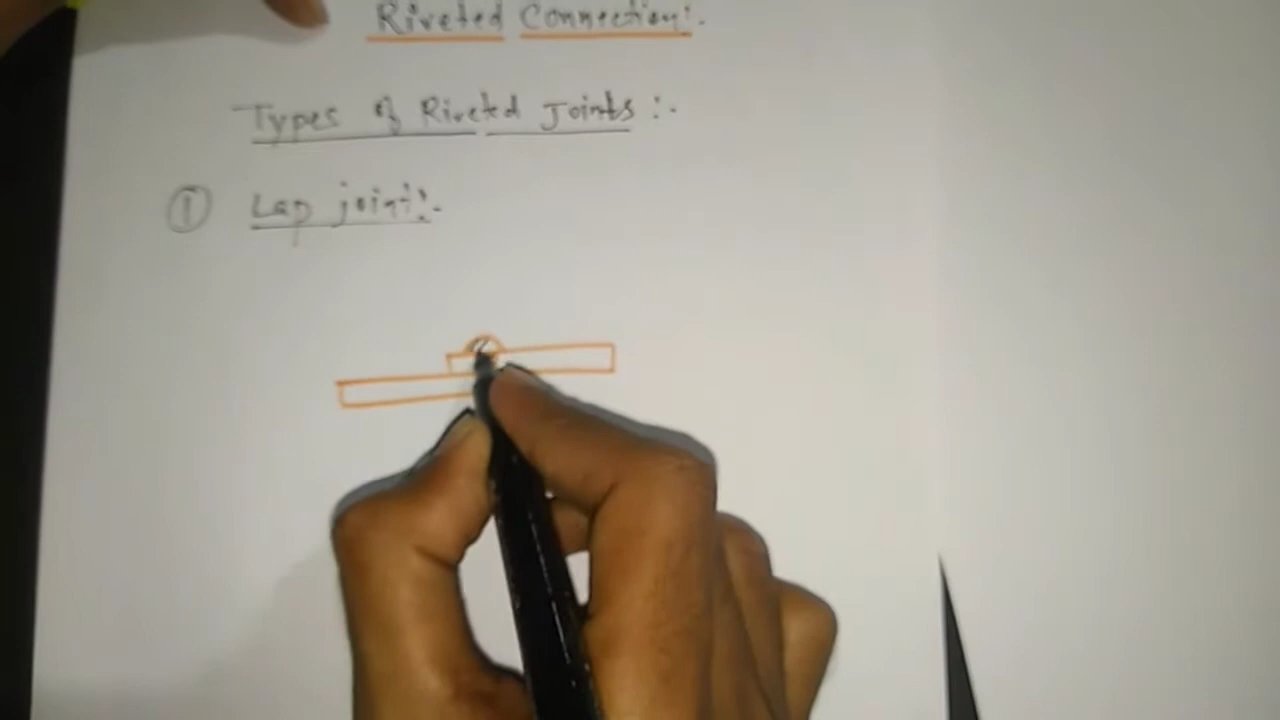 Riveted Connection:.
Types of Riveted Joints:.
① Lap joint:.